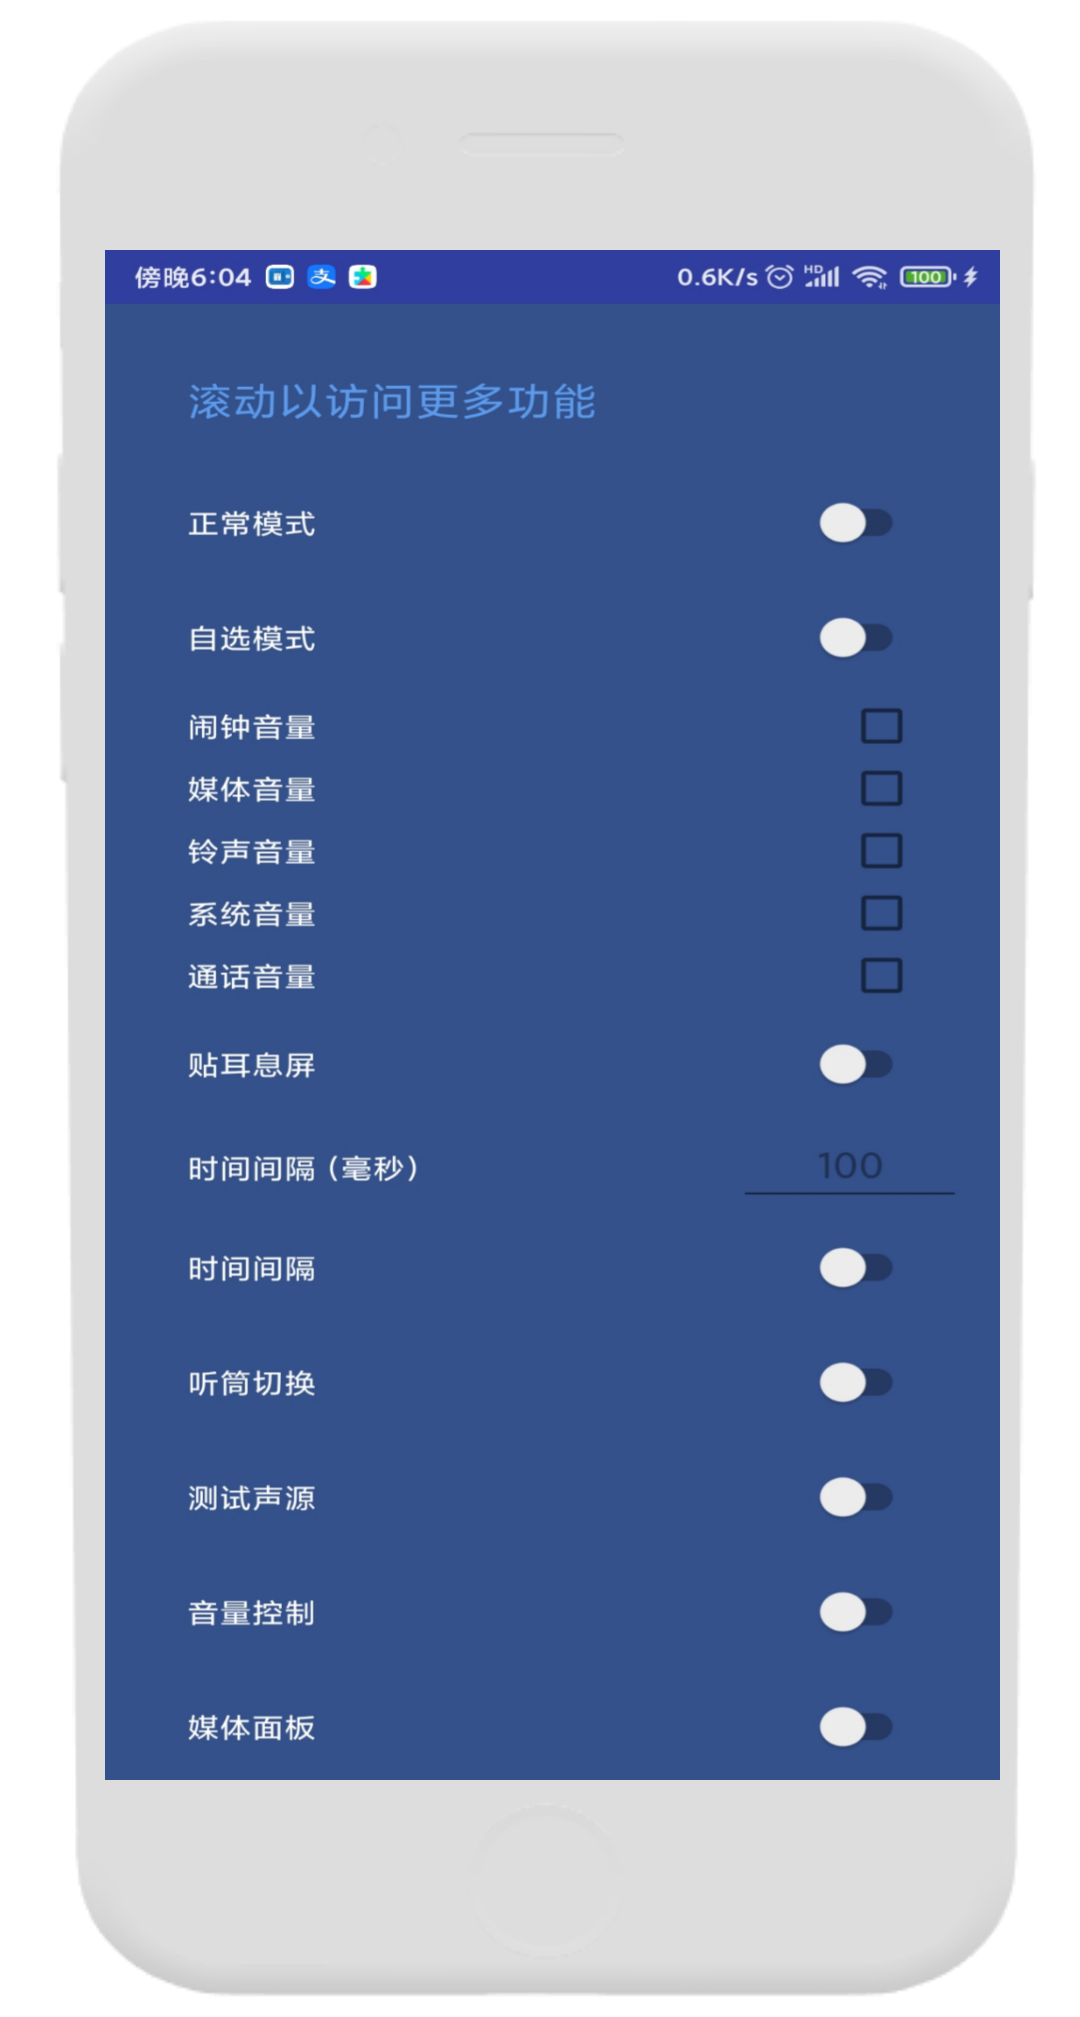 傍晚6:04 0.6K/s HD 100
滚动以访问更多功能
正常模式
自选模式
闹钟音量
媒体音量
铃声音量
系统音量
通话音量
贴耳息屏
时间间隔（毫秒） 100
时间间隔
听筒切换
测试声源
音量控制
媒体面板